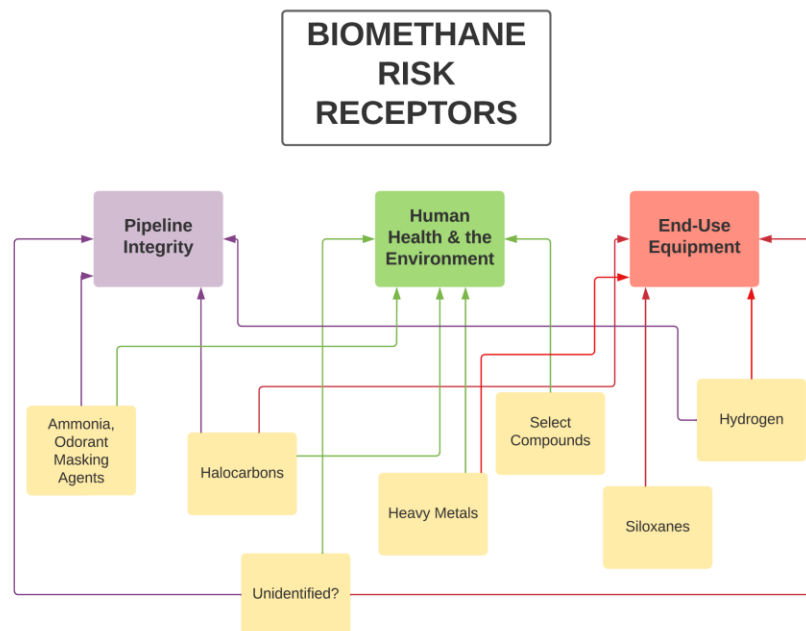 BIOMETHANE
RISK
RECEPTORS
Pipeline
Integrity
Human
Health & the
Environment
End-Use
Equipment
Ammonia,
Odorant
Masking
Agents
Halocarbons
Heavy Metals
Select
Compounds
Hydrogen
Siloxanes
Unidentified?